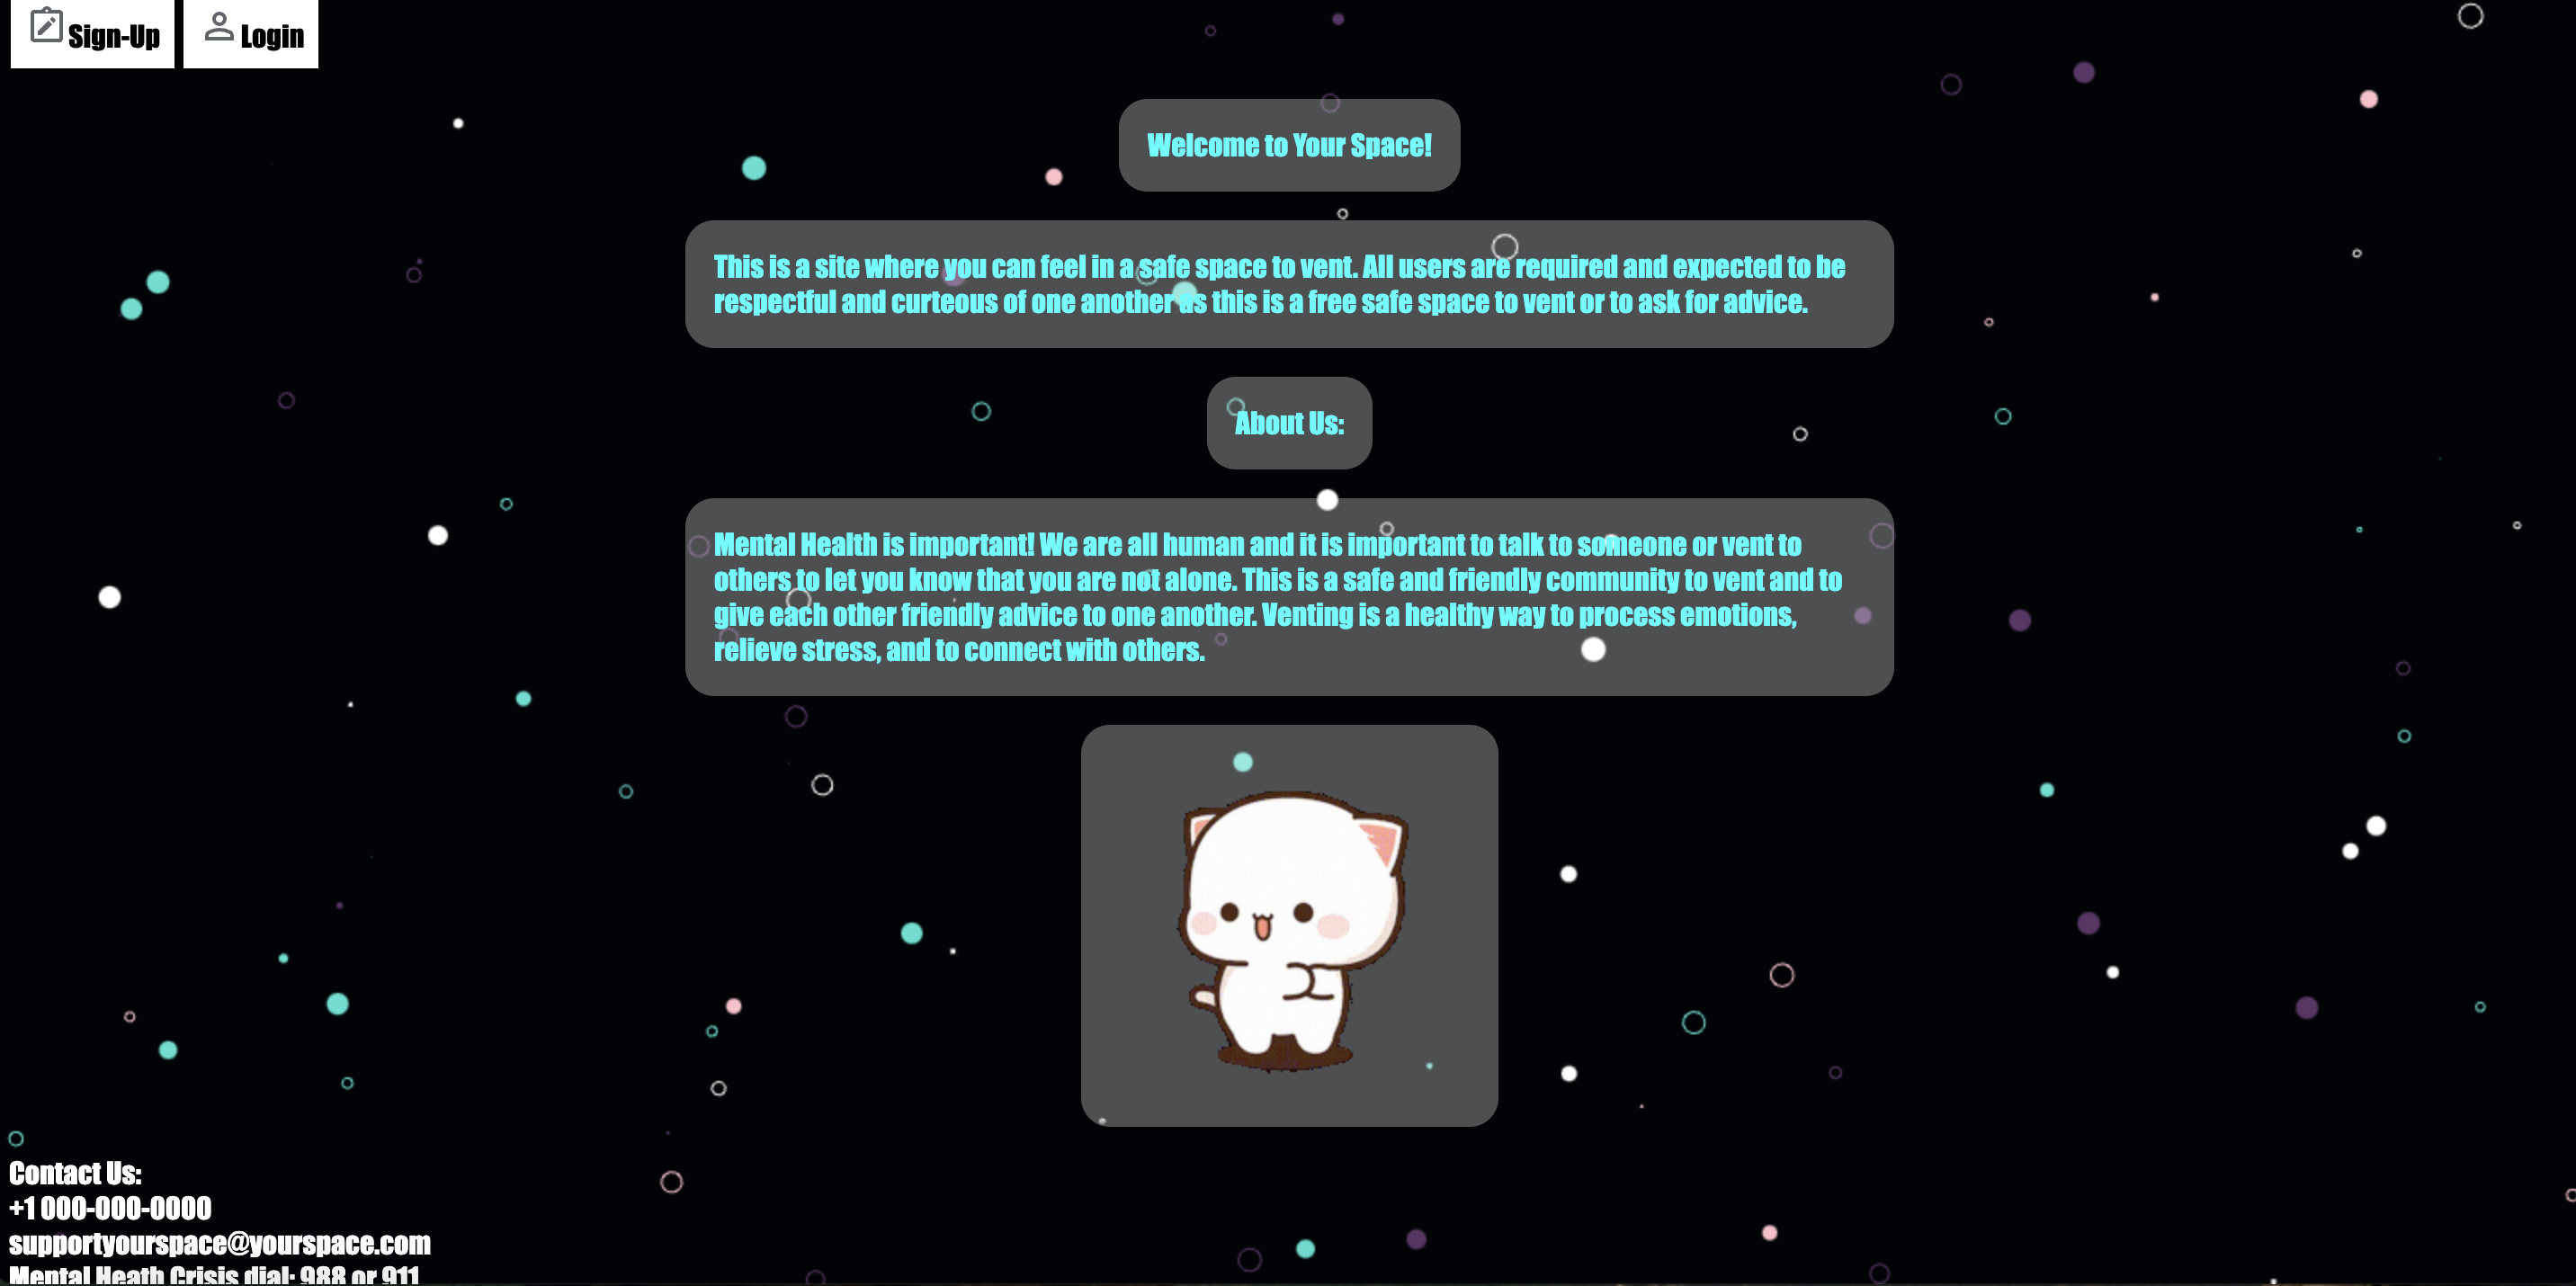 Sign-Up Login
Welcome to Your Space!
This is a site where you can feel in a safe space to vent. All users are required and expected to be
respectful and curteous of one another as this is a free safe space to vent or to ask for advice.
About Us:
Mental Health is important! We are all human and it is important to talk to someone or vent to
others to let you know that you are not alone. This is a safe and friendly community to vent and to
give each other friendly advice to one another. Venting is a healthy way to process emotions,
relieve stress, and to connect with others.
Contact Us:
+1 000-000-0000
supportyourspace@yourspace.com
Mental Heath Crisis dial: 988 or 911